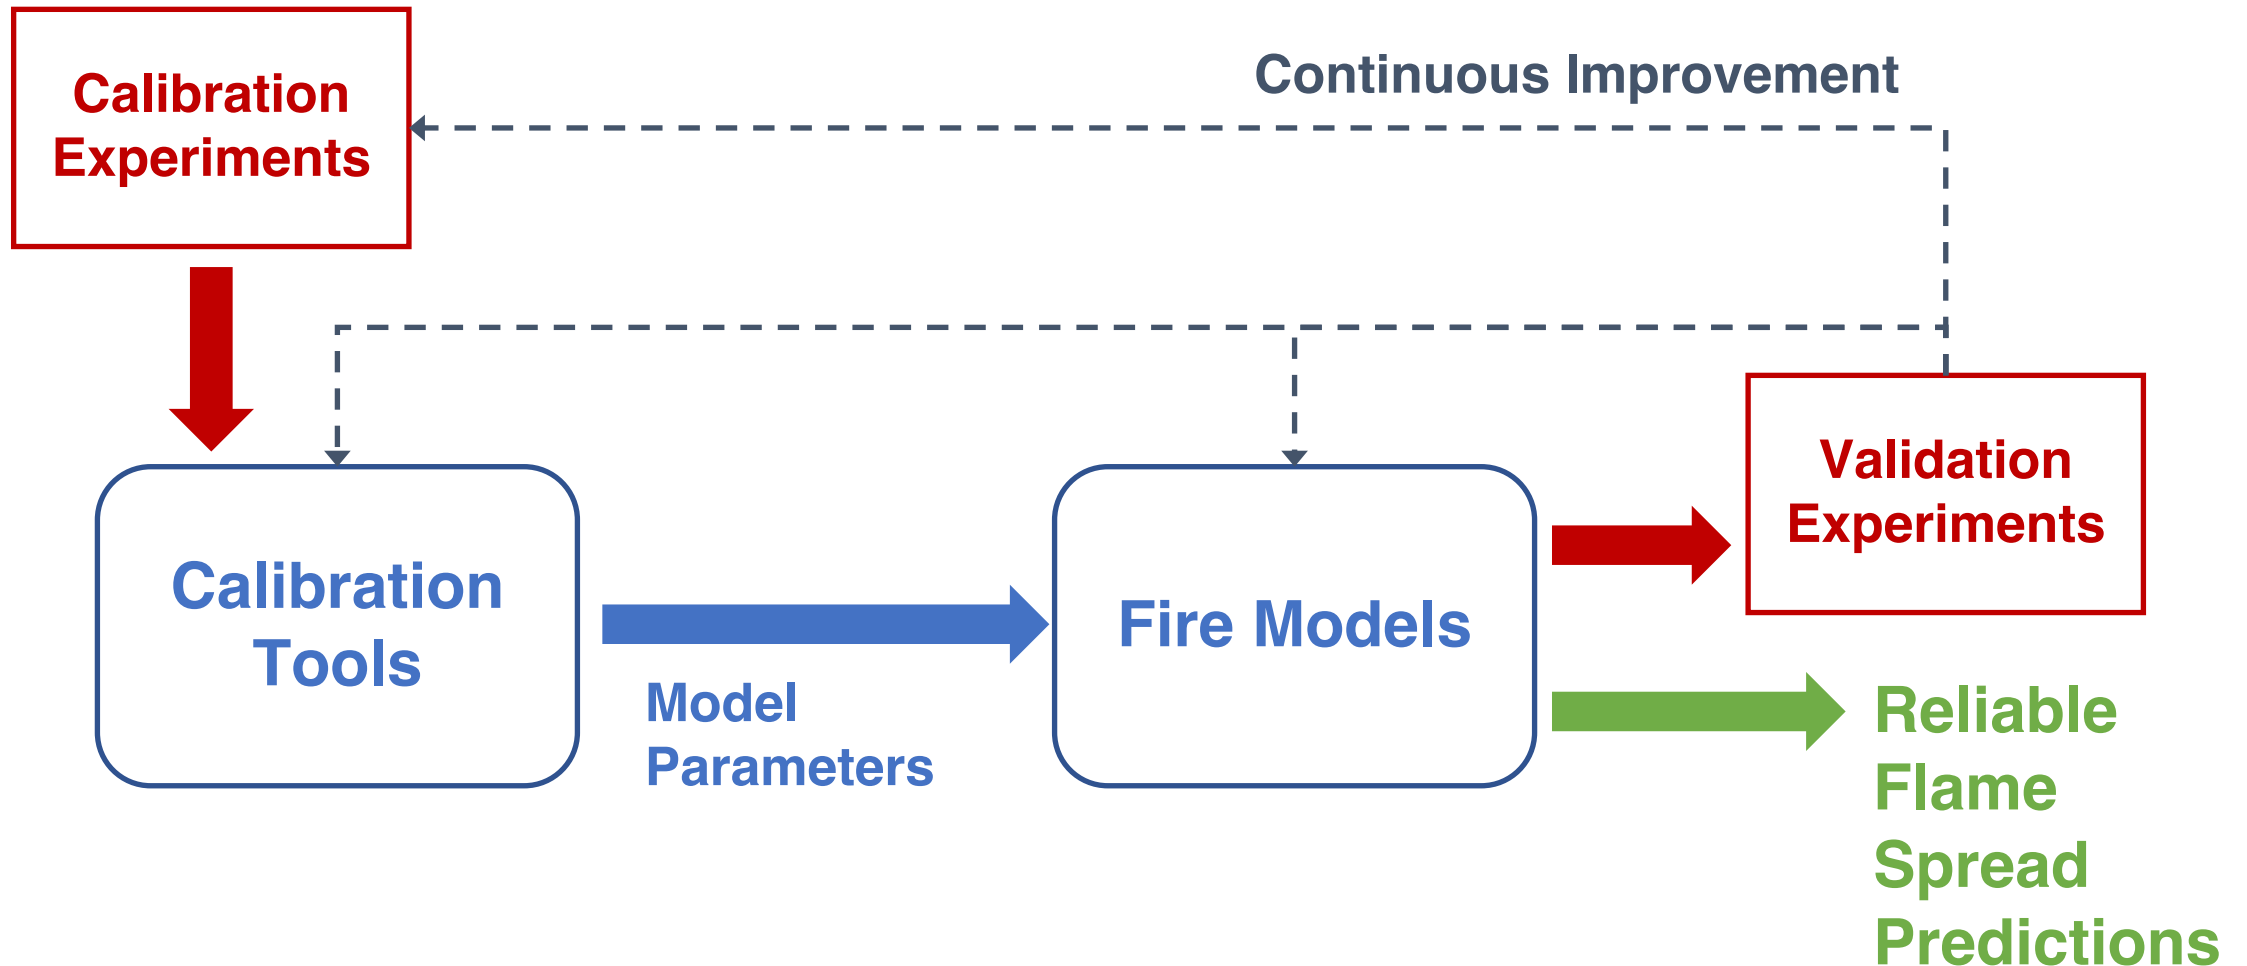 Calibration
Experiments
Continuous Improvement
Validation
Experiments
Calibration
Tools
Fire Models
Model
Parameters
Reliable
Flame
Spread
Predictions